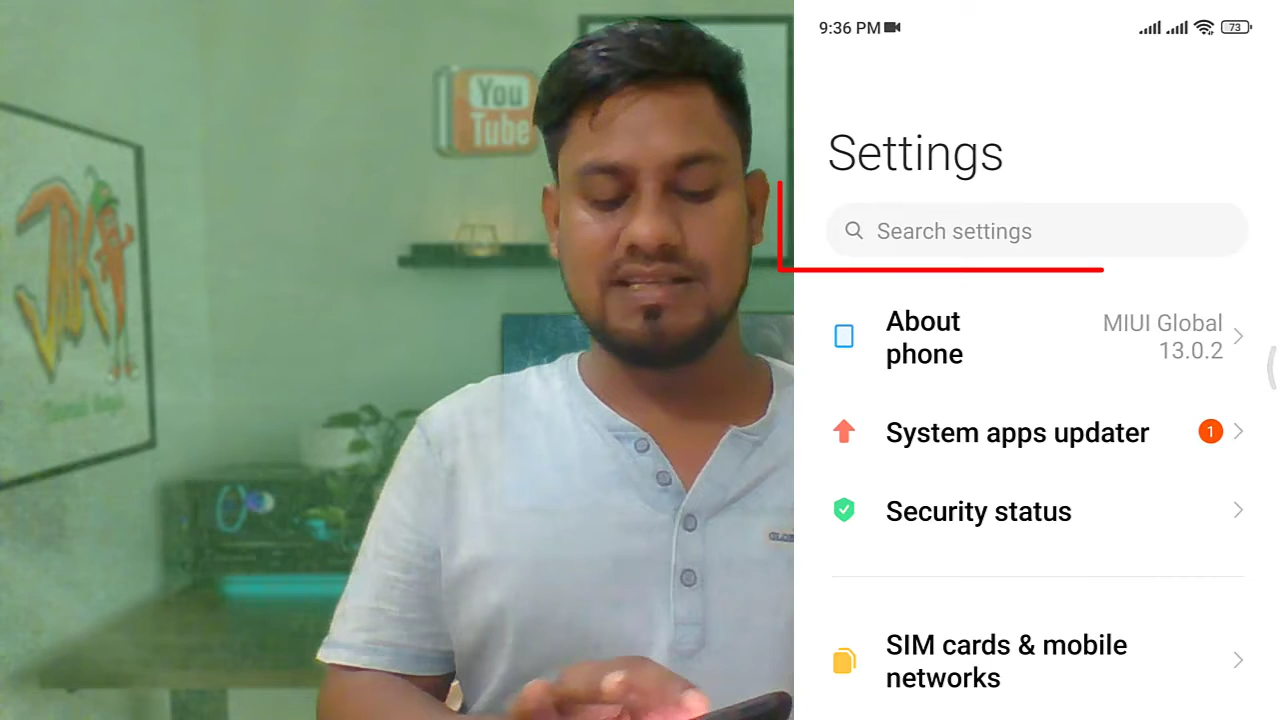 You
Tube
9:36 PM
73
Settings
Search settings
About
phone
MIUI Global
13.0.2
System apps updater
1
Security status
SIM cards & mobile
networks